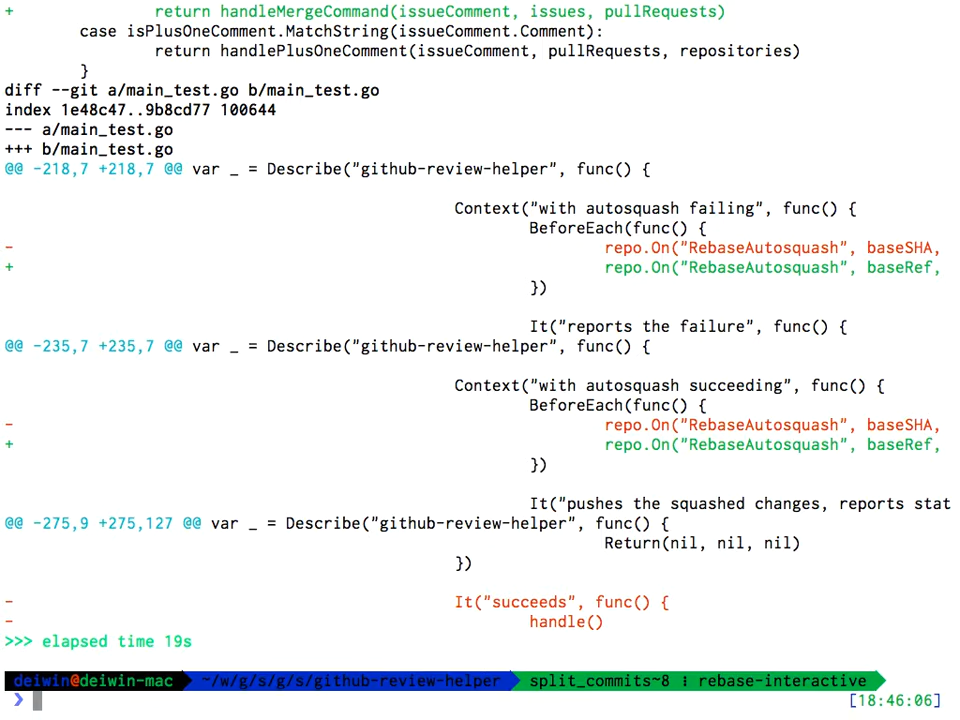 +               return handleMergeCommand(issueComment, issues, pullRequests)
        case isPlusOneComment.MatchString(issueComment.Comment):
                return handlePlusOneComment(issueComment, pullRequests, repositories)
        }
diff --git a/main_test.go b/main_test.go
index 1e48c47..9b8cd77 100644
--- a/main_test.go
+++ b/main_test.go
@@ -218,7 +218,7 @@ var _ = Describe("github-review-helper", func() {
                                                Context("with autosquash failing", func() {
                                                        BeforeEach(func() {
-                                                               repo.On("RebaseAutosquash", baseSHA,
+                                                               repo.On("RebaseAutosquash", baseRef,
                                                        })
                                                        It("reports the failure", func() {
@@ -235,7 +235,7 @@ var _ = Describe("github-review-helper", func() {
                                                Context("with autosquash succeeding", func() {
                                                        BeforeEach(func() {
-                                                               repo.On("RebaseAutosquash", baseSHA,
+                                                               repo.On("RebaseAutosquash", baseRef,
                                                        })
                                                        It("pushes the squashed changes, reports stat
@@ -275,9 +275,127 @@ var _ = Describe("github-review-helper", func() {
                                                                Return(nil, nil, nil)
                                                })
-                                               It("succeeds", func() {
-                                                       handle()
>>> elapsed time 19s
deiwin@deiwin-mac ~/w/g/s/g/s/github-review-helper split_commits~8 : rebase-interactive
❯ [18:46:06]